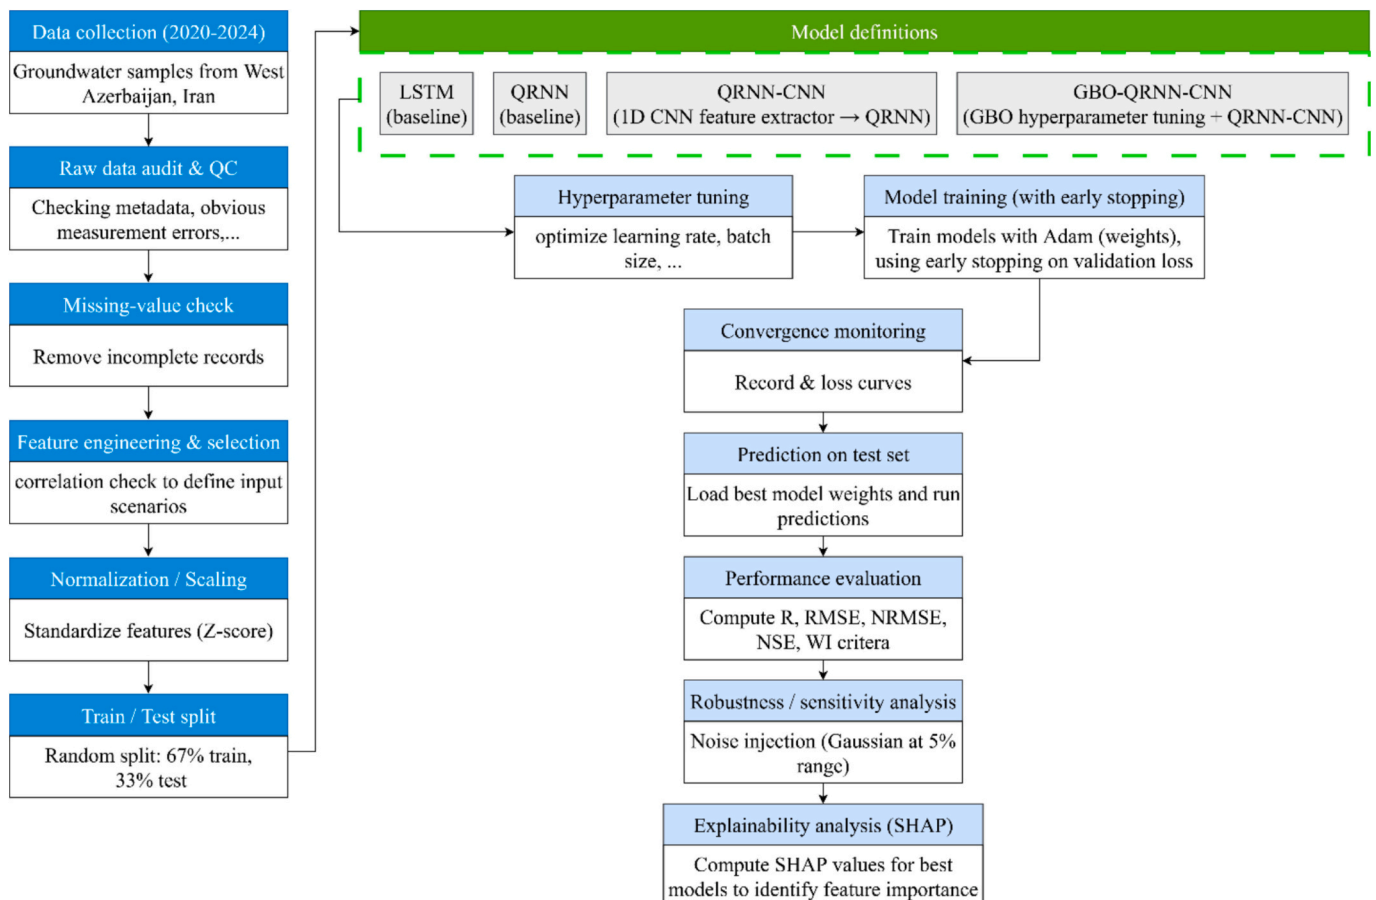 Data collection (2020-2024)
Groundwater samples from West
Azerbaijan, Iran
Raw data audit & QC
Checking metadata, obvious
measurement errors,...
Missing-value check
Remove incomplete records
Feature engineering & selection
correlation check to define input
scenarios
Normalization / Scaling
Standardize features (Z-score)
Train / Test split
Random split: 67% train,
33% test
Model definitions
LSTM
(baseline)
QRNN
(baseline)
QRNN-CNN
(1D CNN feature extractor → QRNN)
GBO-QRNN-CNN
(GBO hyperparameter tuning + QRNN-CNN)
Hyperparameter tuning
optimize learning rate, batch
size, ...
Model training (with early stopping)
Train models with Adam (weights),
using early stopping on validation loss
Convergence monitoring
Record & loss curves
Prediction on test set
Load best model weights and run
predictions
Performance evaluation
Compute R, RMSE, NRMSE,
NSE, WI critera
Robustness / sensitivity analysis
Noise injection (Gaussian at 5%
range)
Explainability analysis (SHAP)
Compute SHAP values for best
models to identify feature importance